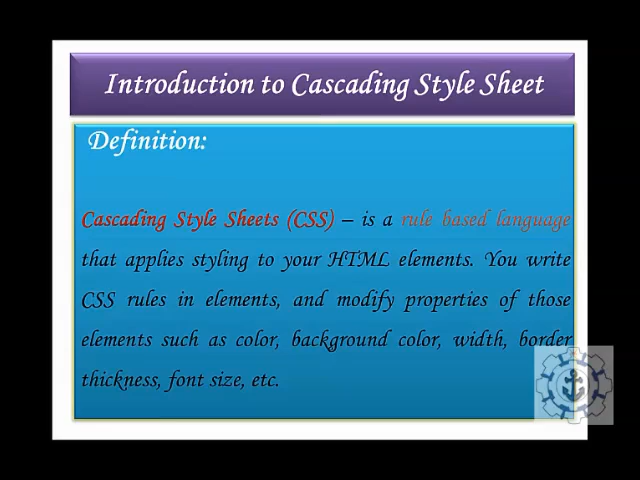 Introduction to Cascading Style Sheet
Definition:
Cascading Style Sheets (CSS) – is a rule based language
that applies styling to your HTML elements. You write
CSS rules in elements, and modify properties of those
elements such as color, background color, width, border
thickness, font size, etc.